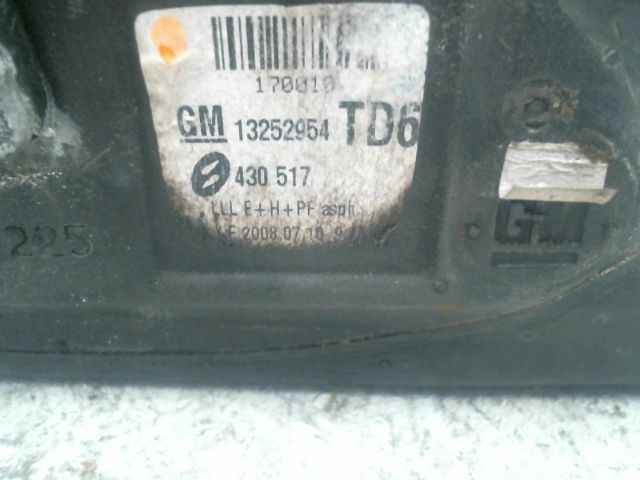 170010
GM 13252954 TD6
430 517
LLL E+H+PF asph
2008.07.10
GM
225